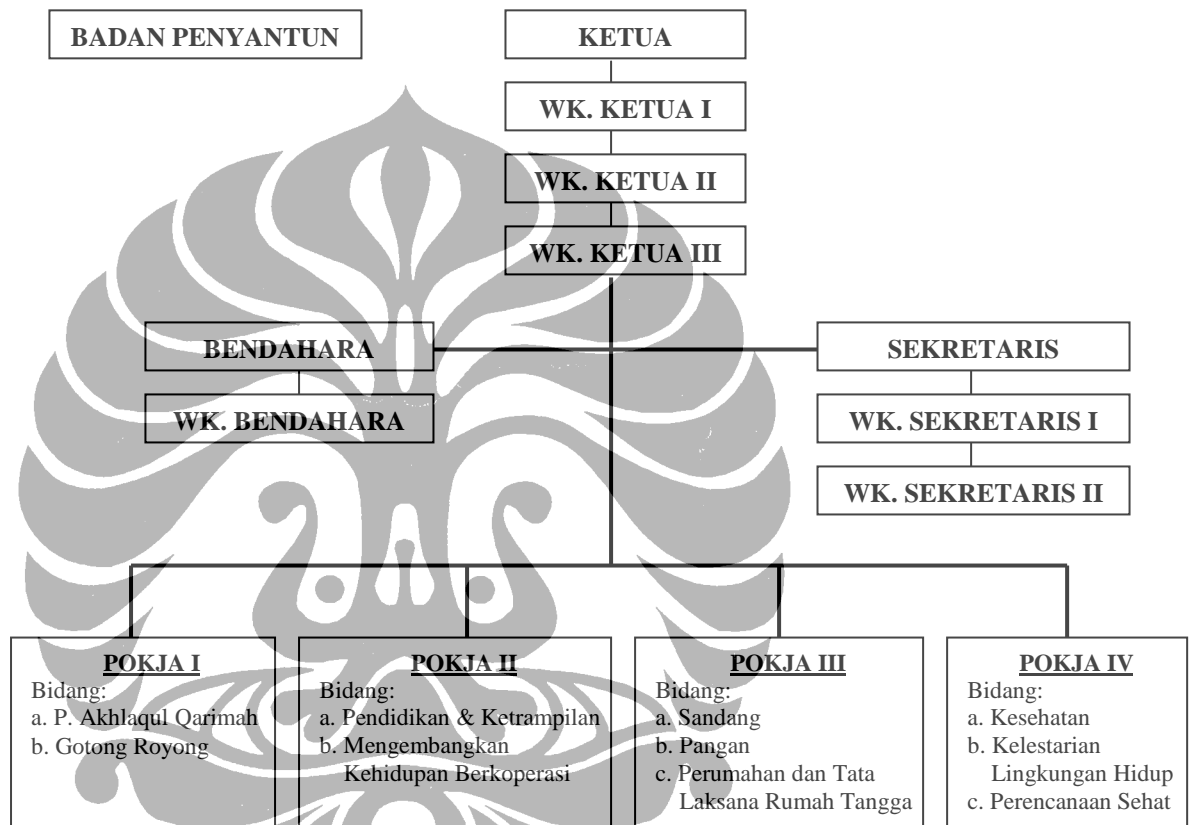 BADAN PENYANTUN
KETUA
WK. KETUA I
WK. KETUA II
WK. KETUA III
BENDAHARA
SEKRETARIS
WK. BENDAHARA
WK. SEKRETARIS I
WK. SEKRETARIS II
POKJA I
Bidang:
a. P. Akhlaqul Qarimah
b. Gotong Royong
POKJA II
Bidang:
a. Pendidikan & Ketrampilan
b. Mengembangkan
Kehidupan Berkoperasi
POKJA III
Bidang:
a. Sandang
b. Pangan
c. Perumahan dan Tata
Laksana Rumah Tangga
POKJA IV
Bidang:
a. Kesehatan
b. Kelestarian
Lingkungan Hidup
c. Perencanaan Sehat